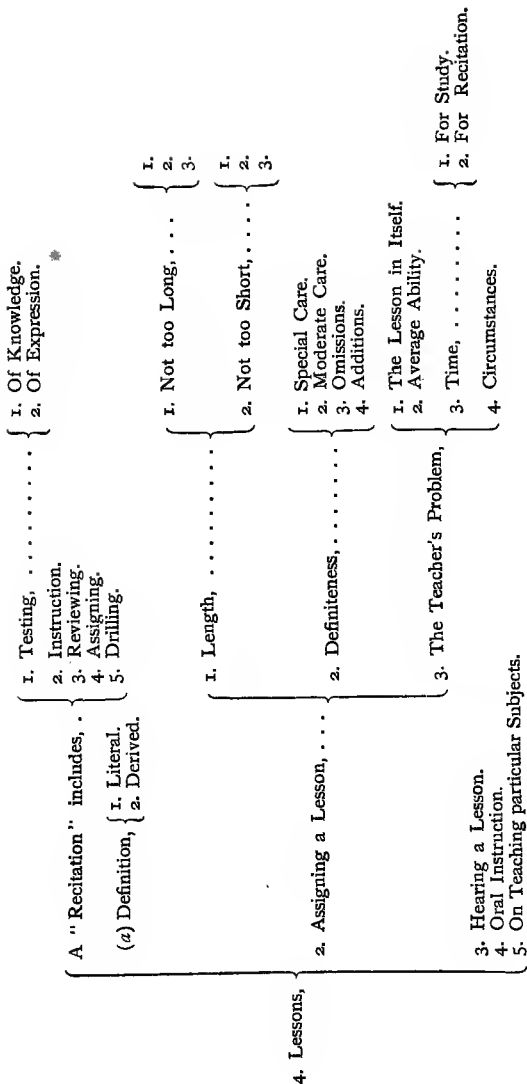 4. Lessons,
A "Recitation" includes, .
1. Testing, . . . . . . . . . .
1. Of Knowledge.
2. Of Expression.
2. Instruction.
3. Reviewing.
4. Assigning.
5. Drilling.
(a) Definition,
1. Literal.
2. Derived.
2. Assigning a Lesson, . . .
1. Length, . . . . . . . . .
1. Not too Long, . . . .
1.
2.
3.
2. Not too Short, . . . .
1.
2.
3.
2. Definiteness, . . . . . . .
1. Special Care.
2. Moderate Care.
3. Omissions.
4. Additions.
3. The Teacher's Problem,
1. The Lesson in Itself.
2. Average Ability.
3. Time, . . . . . . . . .
1. For Study.
2. For Recitation.
4. Circumstances.
3. Hearing a Lesson.
4. Oral Instruction.
5. On Teaching particular Subjects.